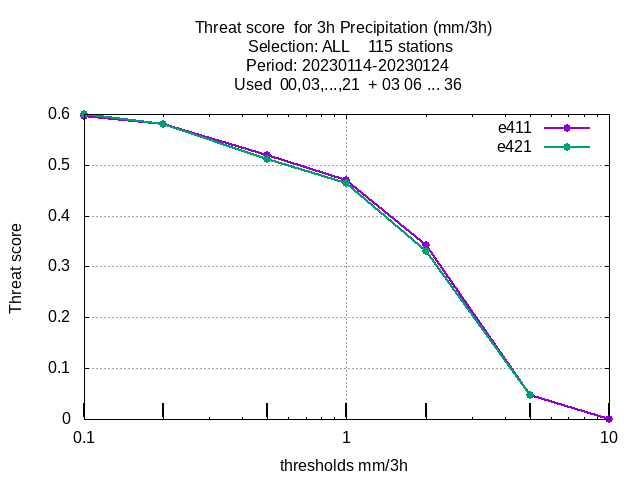 Threat score  for 3h Precipitation (mm/3h)
Selection: ALL    115 stations
Period: 20230114-20230124
Used  00,03,...,21  + 03 06 ... 36
e411
e421
0.6
0.5
0.4
0.3
0.2
0.1
0
Threat score
0.1
1
10
thresholds mm/3h